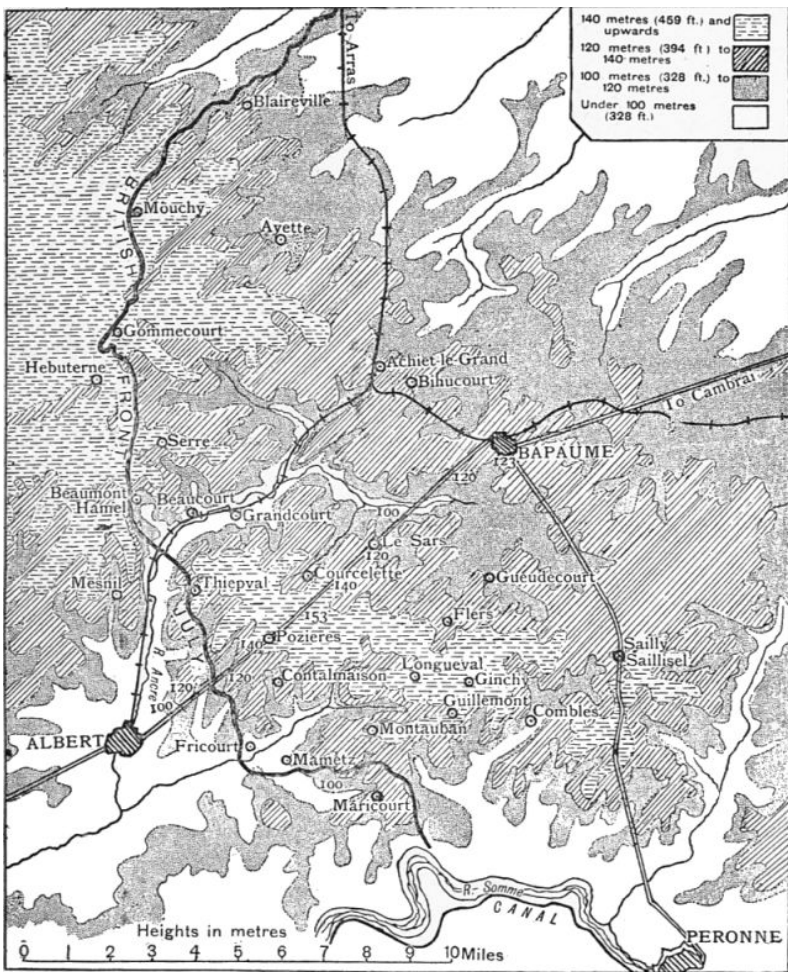 140 metres (459 ft.) and
upwards
120 metres (394 ft) to
140 metres
100 metres (328 ft.) to
120 metres
Under 100 metres
(328 ft.)
To Arras
Blaireville
BRITISH
Mouchy
Ayette
Gommecourt
Hebuterne
FRONT
Achiet-le-Grand
Bihucourt
To Cambrai
Serre
BAPAUME
123
120
Beaumont
Hamel
Beaucourt
Grandcourt
100
Le Sars
120
Mesnil
Thiepval
Courcelette
140
Gueudecourt
JULY
153
Flers
140
Pozieres
Sailly
Saillisel
R. Ancre
120
120
Contalmaison
Longueval
Ginchy
100
Guillemont
Combles
ALBERT
Fricourt
Montauban
Mametz
100
Maricourt
R. Somme
CANAL
Heights in metres
PERONNE
0 1 2 3 4 5 6 7 8 9 10 Miles